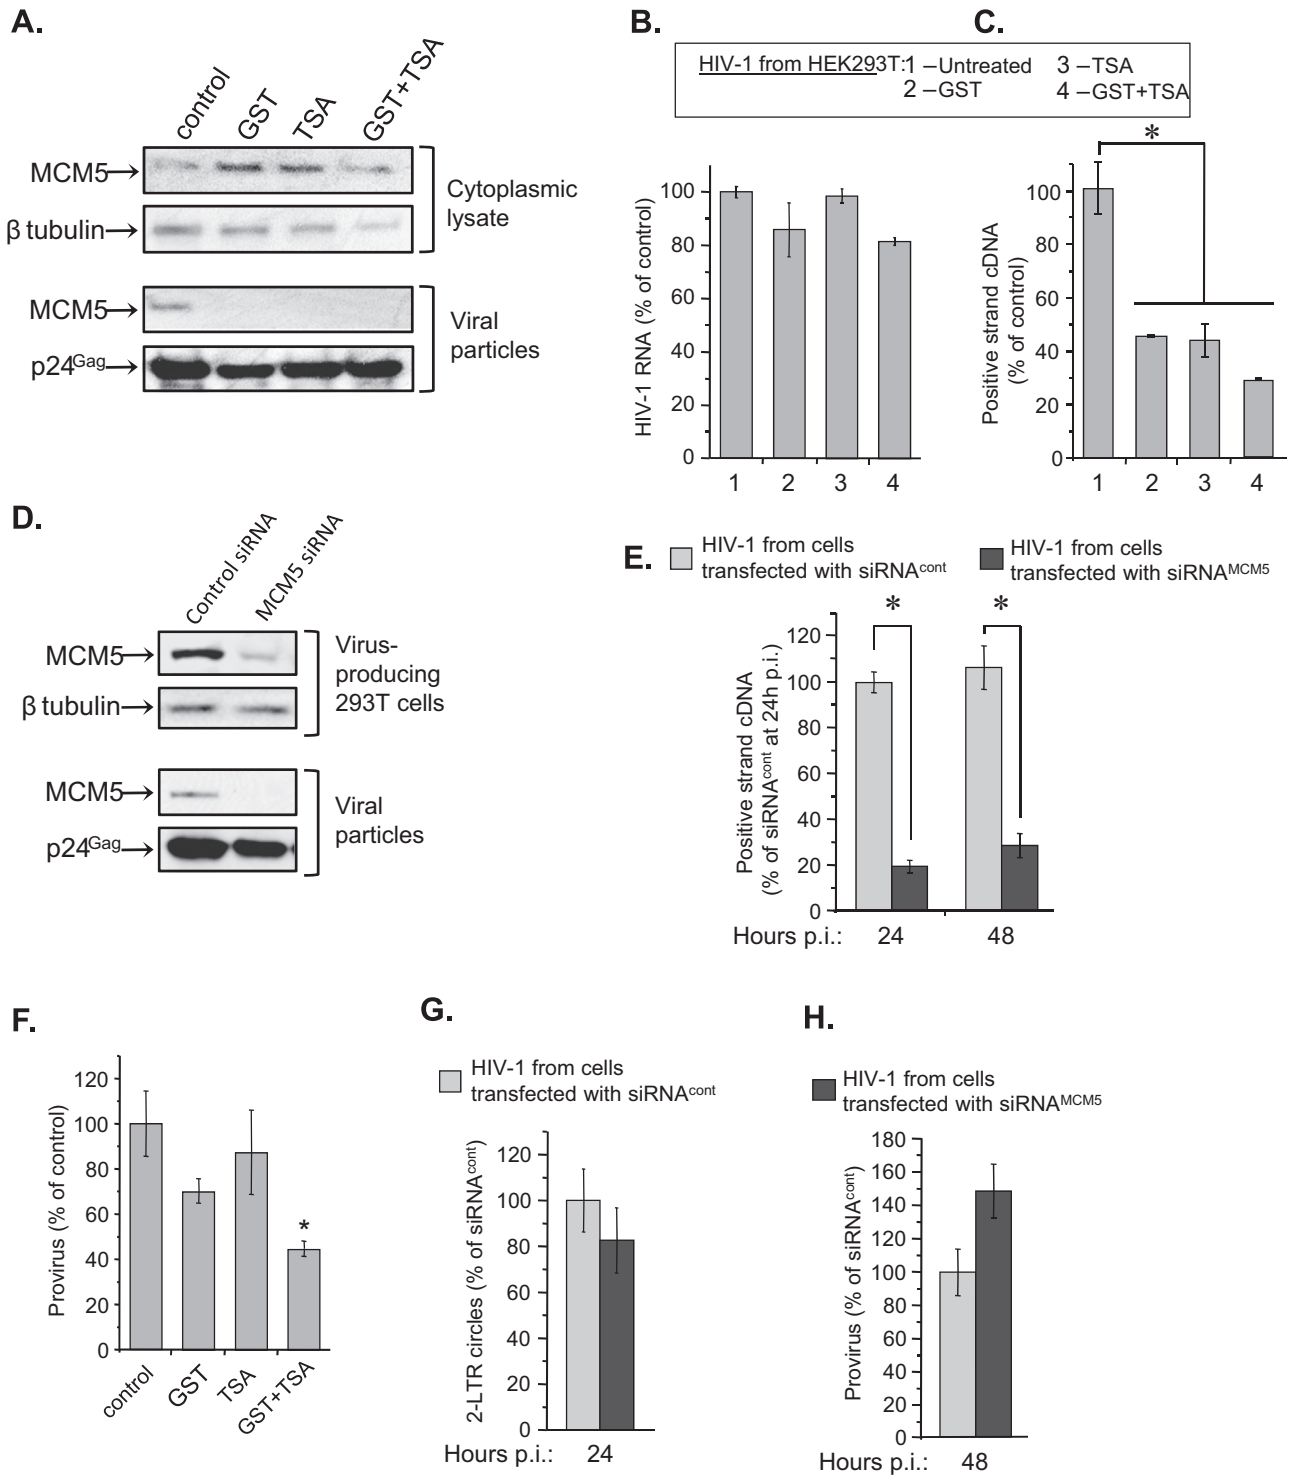 A.
control
GST
TSA
GST+TSA
MCM5
β tubulin
Cytoplasmic
lysate
MCM5
p24Gag
Viral
particles
B.
C.
HIV-1 from HEK293T:1 –Untreated 3 –TSA
2 –GST 4 –GST+TSA
HIV-1 RNA (% of control)
100
80
60
40
20
0
1 2 3 4
*
Positive strand cDNA
(% of control)
100
80
60
40
20
0
1 2 3 4
D.
Control siRNA
MCM5 siRNA
MCM5
β tubulin
Virus-
producing
293T cells
MCM5
p24Gag
Viral
particles
E.
HIV-1 from cells
transfected with siRNAcont
HIV-1 from cells
transfected with siRNAMCM5
* *
Positive strand cDNA
(% of siRNAcont at 24h p.i.)
120
100
80
60
40
20
0
Hours p.i.: 24 48
F.
Provirus (% of control)
120
100
80
60
40
20
0
*
control
GST
TSA
GST+TSA
G.
HIV-1 from cells
transfected with siRNAcont
2-LTR circles (% of siRNAcont)
120
100
80
60
40
20
0
Hours p.i.: 24
H.
HIV-1 from cells
transfected with siRNAMCM5
Provirus (% of siRNAcont)
180
160
140
120
100
80
60
40
20
0
Hours p.i.: 48